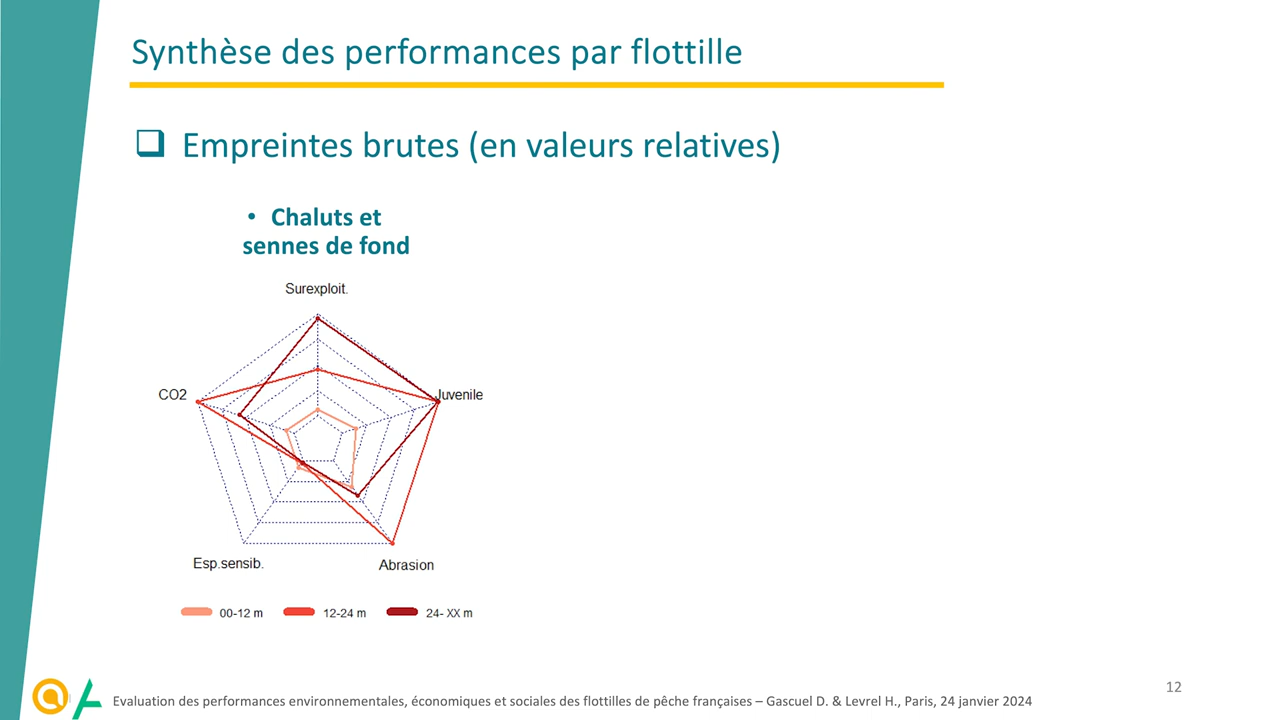 Synthèse des performances par flottille
❑ Empreintes brutes (en valeurs relatives)
• Chaluts et
sennes de fond
Surexploit.
CO2
Juvenile
Esp.sensib.
Abrasion
00-12 m
12-24 m
24- XX m
12
Evaluation des performances environnementales, économiques et sociales des flottilles de pêche françaises – Gascuel D. & Levrel H., Paris, 24 janvier 2024